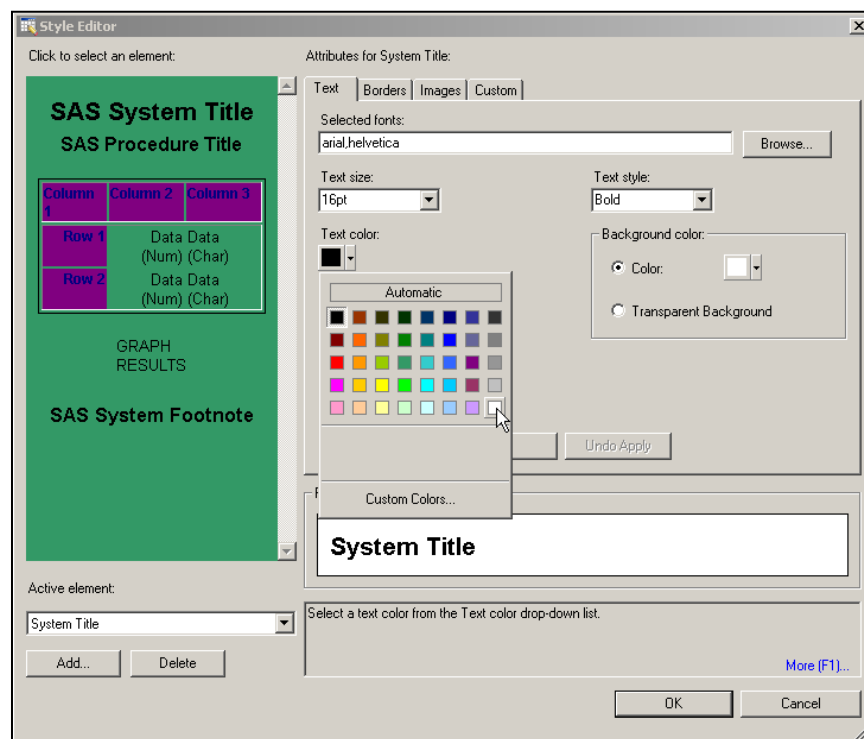 Style Editor
Click to select an element:
SAS System Title
SAS Procedure Title
Column 1
Column 2
Column 3
Row 1
Data Data
(Num) (Char)
Row 2
Data Data
(Num) (Char)
GRAPH
RESULTS
SAS System Footnote
Active element:
System Title
Add...
Delete
Attributes for System Title:
Text
Borders
Images
Custom
Selected fonts:
arial,helvetica
Browse...
Text size:
16pt
Text style:
Bold
Text color:
Background color:
Color:
Transparent Background
Automatic
Custom Colors...
Undo Apply
System Title
Select a text color from the Text color drop-down list.
More (F1)...
OK
Cancel